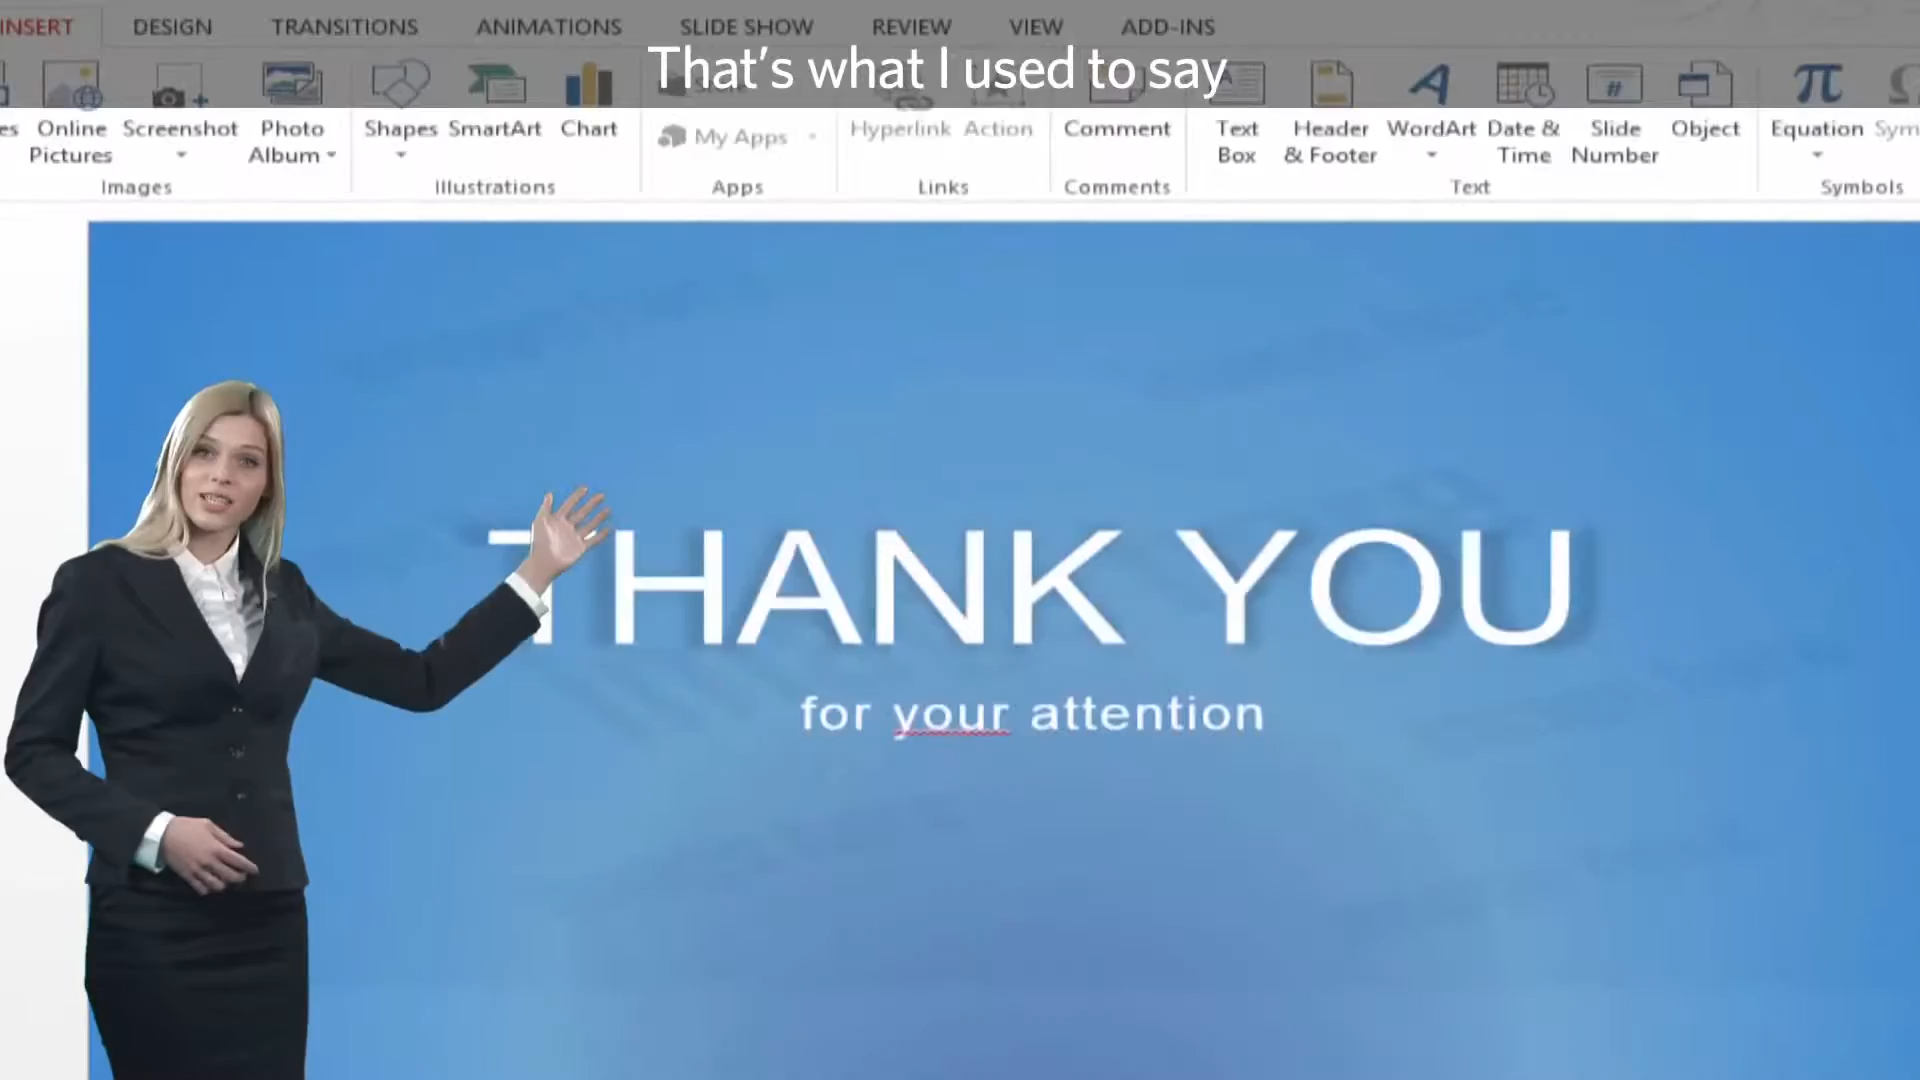 INSERT DESIGN TRANSITIONS ANIMATIONS SLIDE SHOW REVIEW VIEW ADD-INS
That's what I used to say
Online Pictures
Screenshot
Photo Album
Shapes
SmartArt
Chart
My Apps
Hyperlink
Action
Comment
Text Box
Header & Footer
WordArt
Date & Time
Slide Number
Object
Equation
Images
Illustrations
Apps
Links
Comments
Text
Symbols
THANK YOU
for your attention